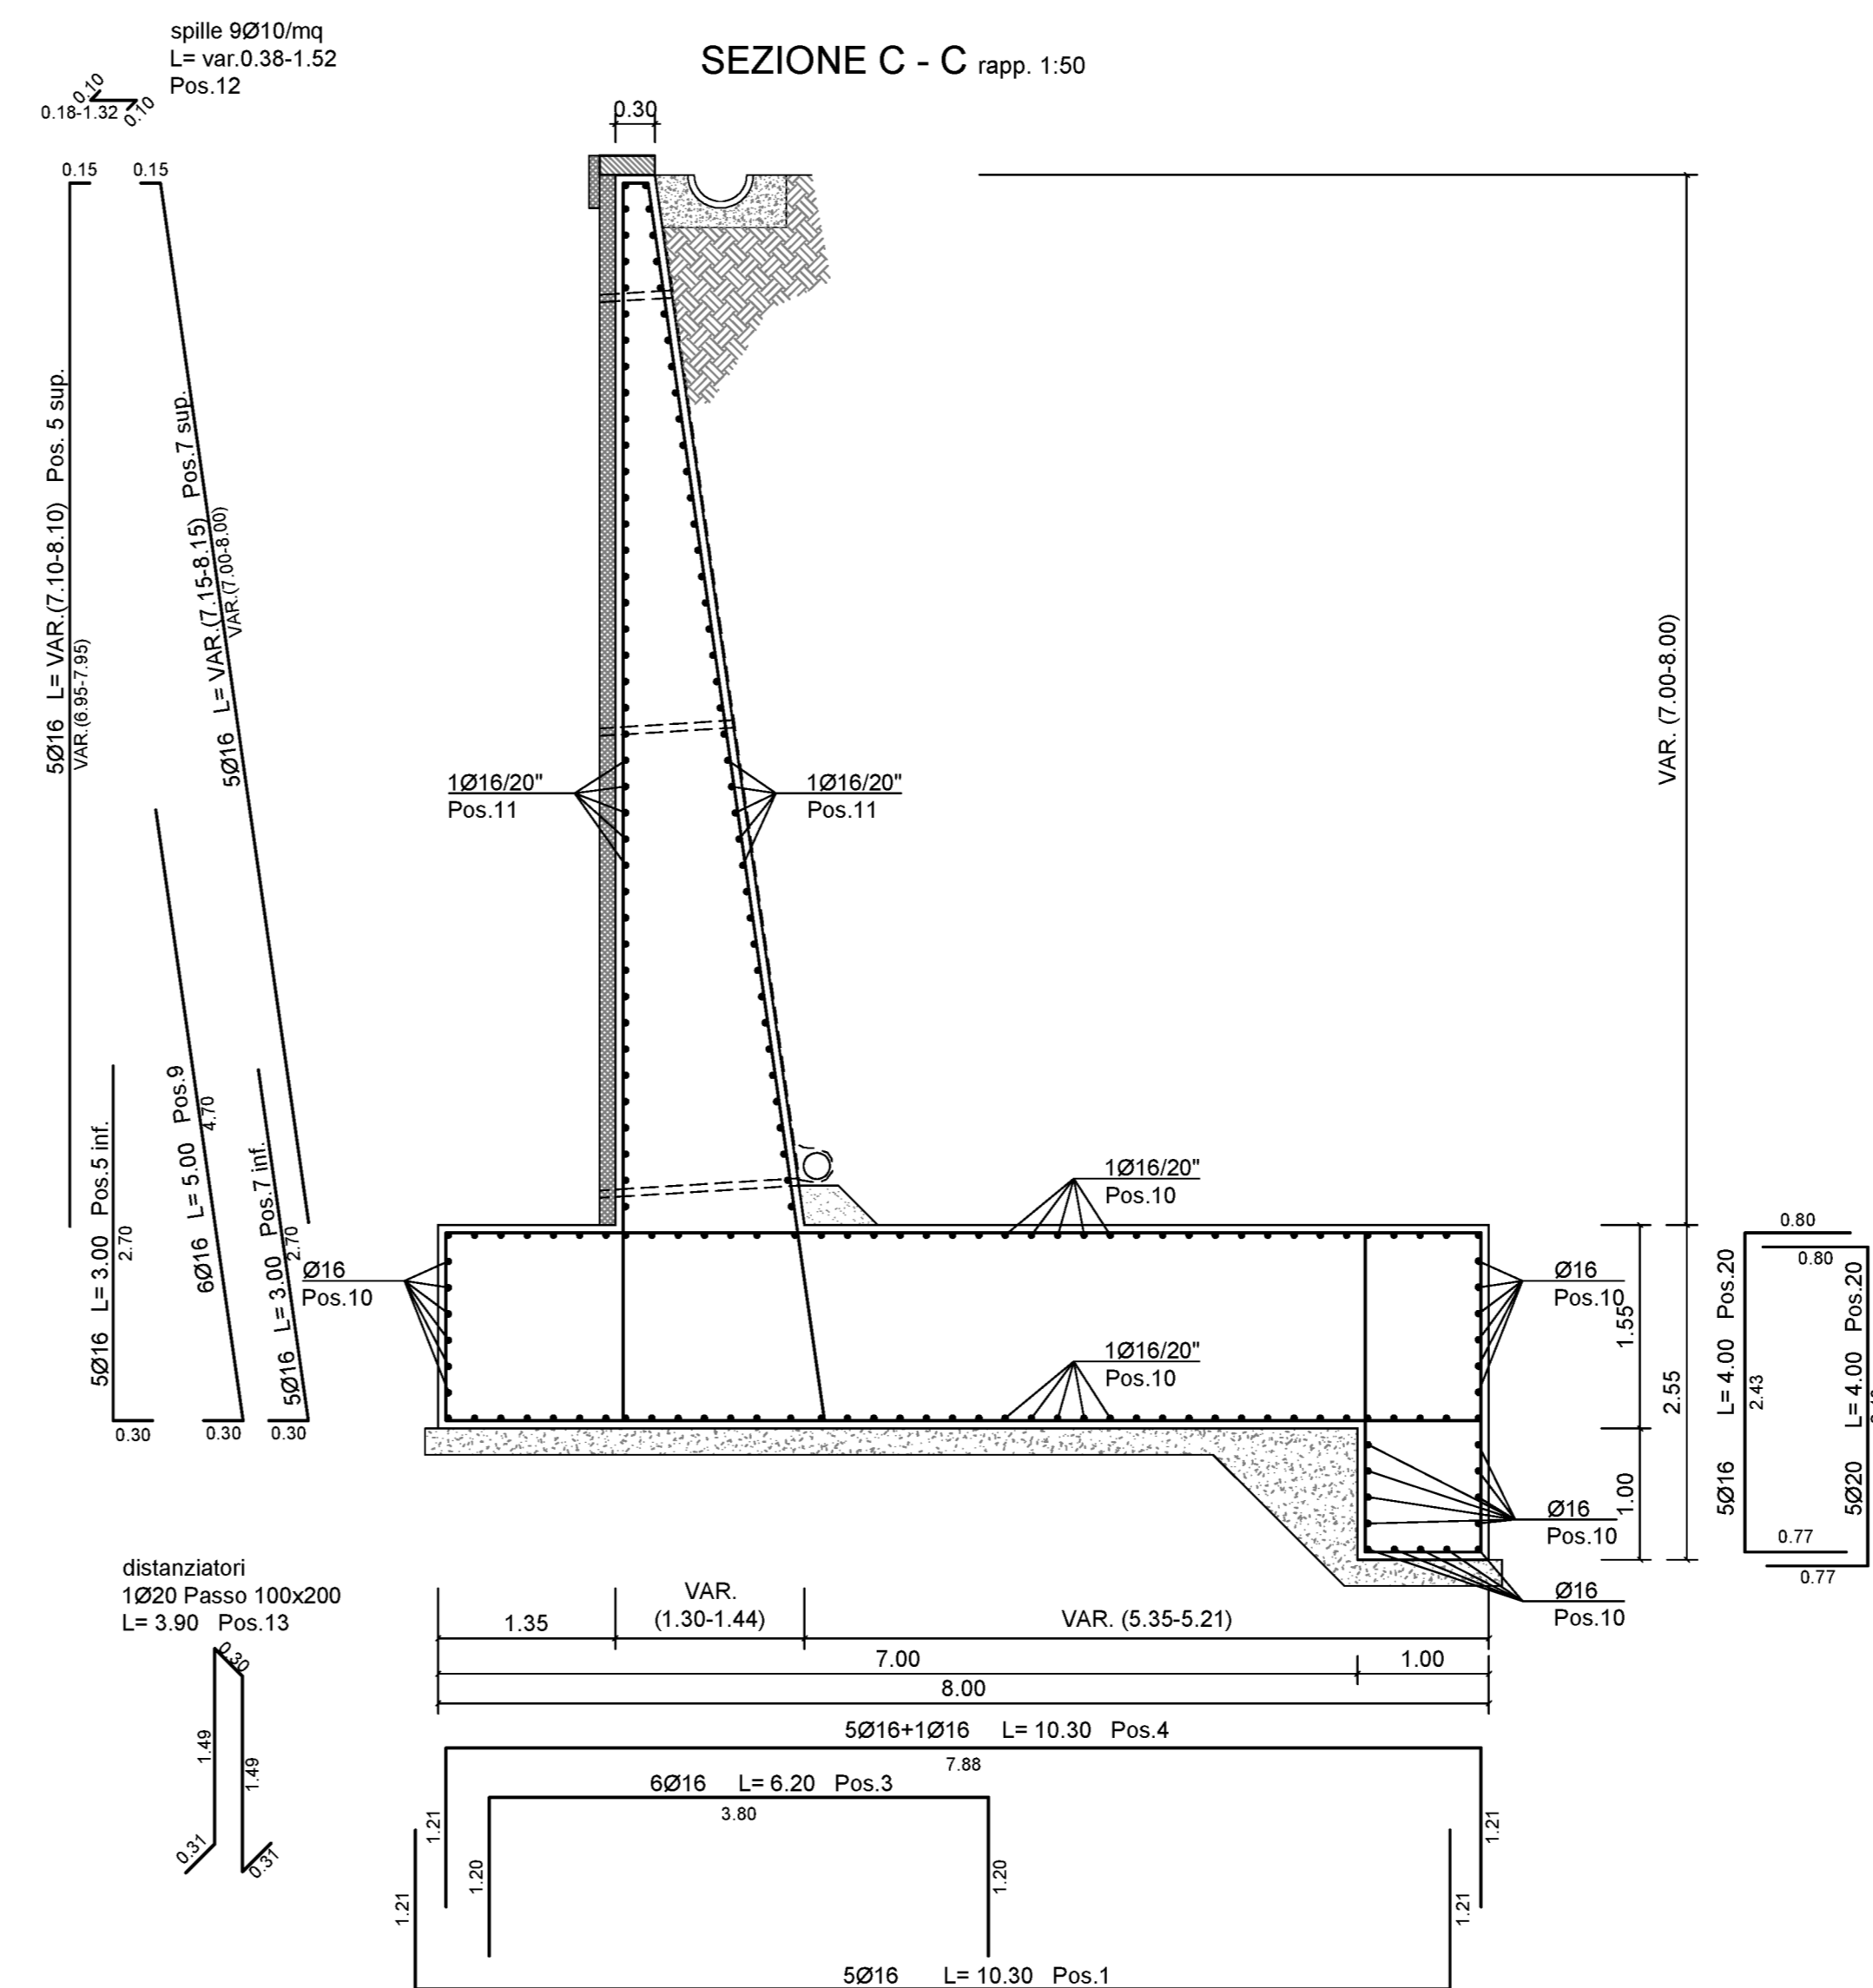 spille 9Ø10/mq
L= var.0.38-1.52
Pos.12
SEZIONE C - C rapp. 1:50
0.10
0.18-1.32
0.10
0.30
0.15
0.15
5Ø16 L= VAR.(7.10-8.10) Pos. 5 sup.
VAR.(6.95-7.95)
5Ø16 L= VAR.(7.15-8.15) Pos.7 sup.
VAR.(7.00-8.00)
VAR. (7.00-8.00)
1Ø16/20"
Pos.11
1Ø16/20"
Pos.11
5Ø16 L= 3.00 Pos.5 inf.
2.70
0.30
6Ø16 L= 5.00 Pos.9
4.70
0.30
5Ø16 L= 3.00 Pos.7 inf.
2.70
0.30
Ø16
Pos.10
1Ø16/20"
Pos.10
1Ø16/20"
Pos.10
Ø16
Pos.10
1.55
2.55
1.00
Ø16
Pos.10
Ø16
Pos.10
0.80
0.80
5Ø16 L= 4.00 Pos.20
2.43
5Ø20 L= 4.00 Pos.20
0.77
0.77
distanziatori
1Ø20 Passo 100x200
L= 3.90 Pos.13
0.30
1.49
1.49
0.31
0.31
1.35
VAR.
(1.30-1.44)
VAR. (5.35-5.21)
7.00
1.00
8.00
5Ø16+1Ø16 L= 10.30 Pos.4
7.88
1.21
1.21
6Ø16 L= 6.20 Pos.3
3.80
1.20
1.20
1.21
1.21
5Ø16 L= 10.30 Pos.1